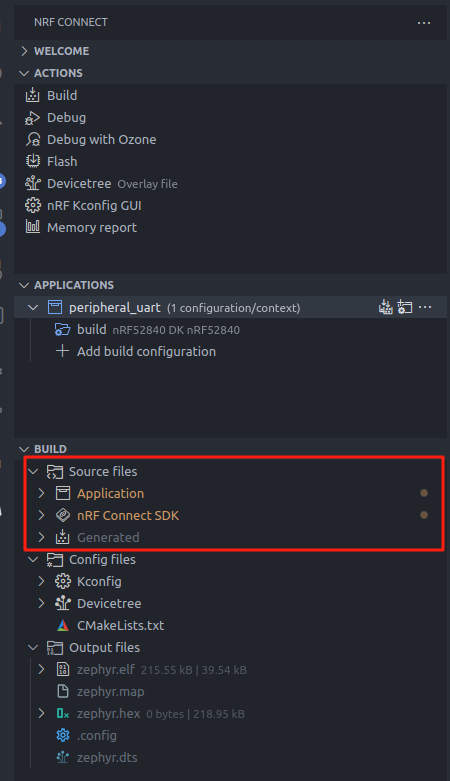 NRF CONNECT
WELCOME
ACTIONS
Build
Debug
Debug with Ozone
Flash
Devicetree Overlay file
nRF Kconfig GUI
Memory report
APPLICATIONS
peripheral_uart (1 configuration/context)
build nRF52840 DK nRF52840
Add build configuration
BUILD
Source files
Application
nRF Connect SDK
Generated
Config files
Kconfig
Devicetree
CMakeLists.txt
Output files
zephyr.elf 215.55 kB | 39.54 kB
zephyr.map
zephyr.hex 0 bytes | 218.95 kB
.config
zephyr.dts